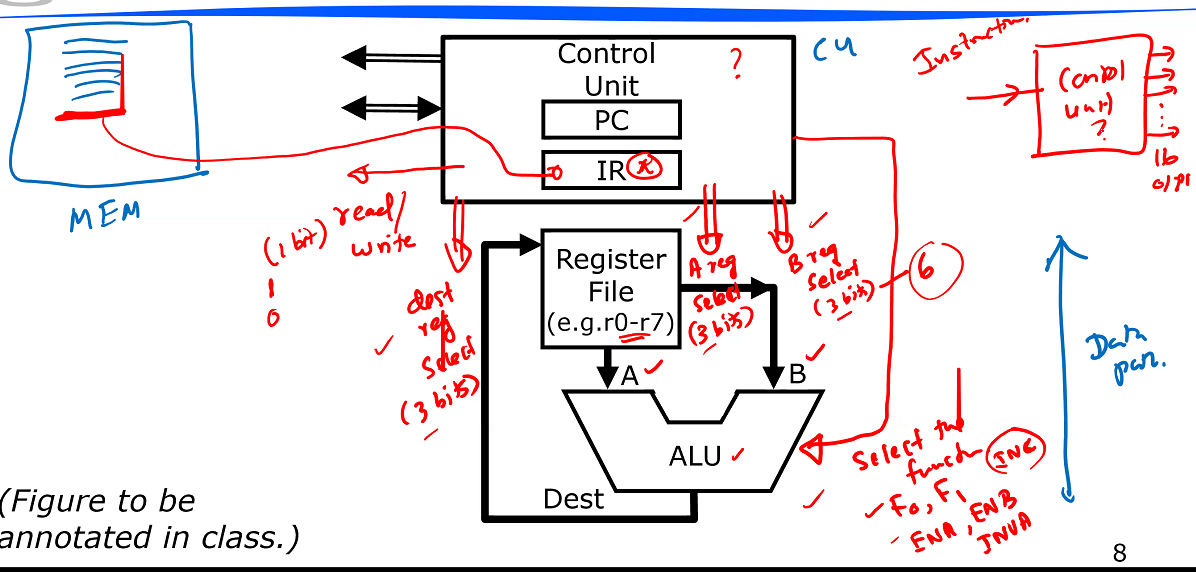 Control
Unit
?
PC
IR x
CU
MEM
Instruction.
Control
unit
?
16
o/p
(1 bit) read/
write
1
0
dest
reg
select
(3 bits)
Register
File
(e.g.r0-r7)
A reg
select
(3 bits)
B reg
select
(3 bits)
6
A
B
ALU
Dest
Select the
functn INC
F0, F1
ENA, ENB
INVA
Data
(Figure to be
annotated in class.)
8